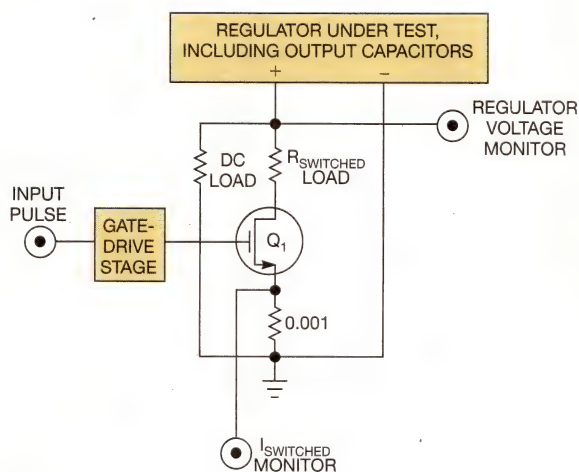 REGULATOR UNDER TEST,
INCLUDING OUTPUT CAPACITORS
+
−
REGULATOR
VOLTAGE
MONITOR
DC
LOAD
RSWITCHED
LOAD
INPUT
PULSE
GATE-
DRIVE
STAGE
Q1
0.001
ISWITCHED
MONITOR